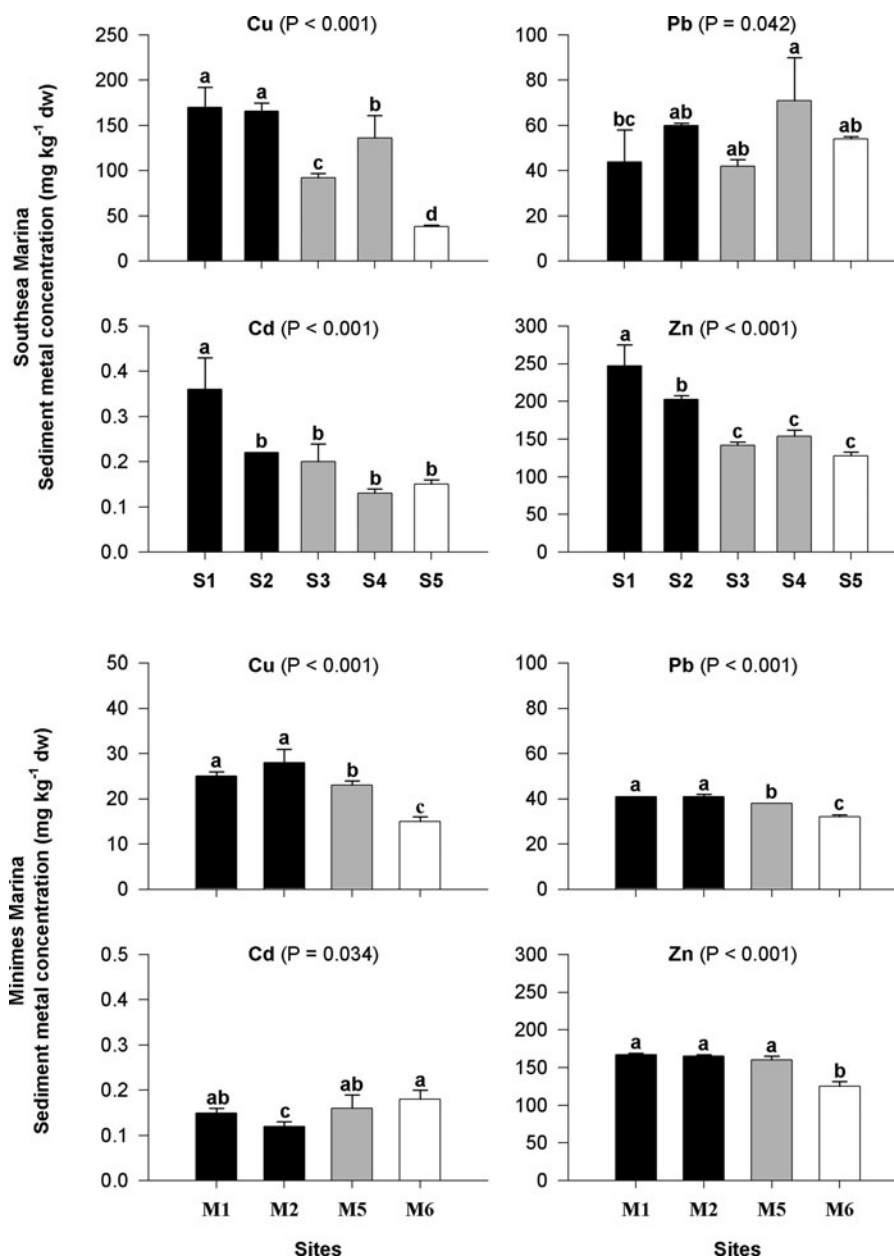 Southsea Marina
Sediment metal concentration (mg kg⁻¹ dw)
Cu (P < 0.001)
250
200
150
100
50
0
a
a
c
b
d
Pb (P = 0.042)
100
80
60
40
20
0
bc
ab
ab
a
ab
Cd (P < 0.001)
0.5
0.4
0.3
0.2
0.1
0.0
a
b
b
b
b
S1 S2 S3 S4 S5
Zn (P < 0.001)
300
250
200
150
100
50
0
a
b
c
c
c
S1 S2 S3 S4 S5
Minimes Marina
Sediment metal concentration (mg kg⁻¹ dw)
Cu (P < 0.001)
50
40
30
20
10
0
a
a
b
c
Pb (P < 0.001)
100
80
60
40
20
0
a
a
b
c
Cd (P = 0.034)
0.5
0.4
0.3
0.2
0.1
0.0
ab
c
ab
a
M1 M2 M5 M6
Sites
Zn (P < 0.001)
300
250
200
150
100
50
0
a
a
a
b
M1 M2 M5 M6
Sites